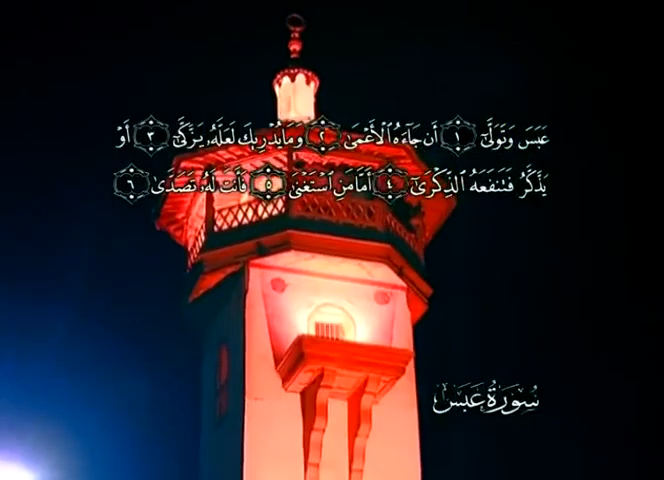 عَبَسَ وَتَوَلَّىٰٓ ١ أَن جَآءَهُ ٱلْأَعْمَىٰ ٢ وَمَا يُدْرِيكَ لَعَلَّهُۥ يَزَّكَّىٰٓ ٣ أَوْ
يَذَّكَّرُ فَتَنفَعَهُ ٱلذِّكْرَىٰٓ ٤ أَمَّا مَنِ ٱسْتَغْنَىٰ ٥ فَأَنتَ لَهُۥ تَصَدَّىٰ ٦
سُورَةُ عَبَسَ